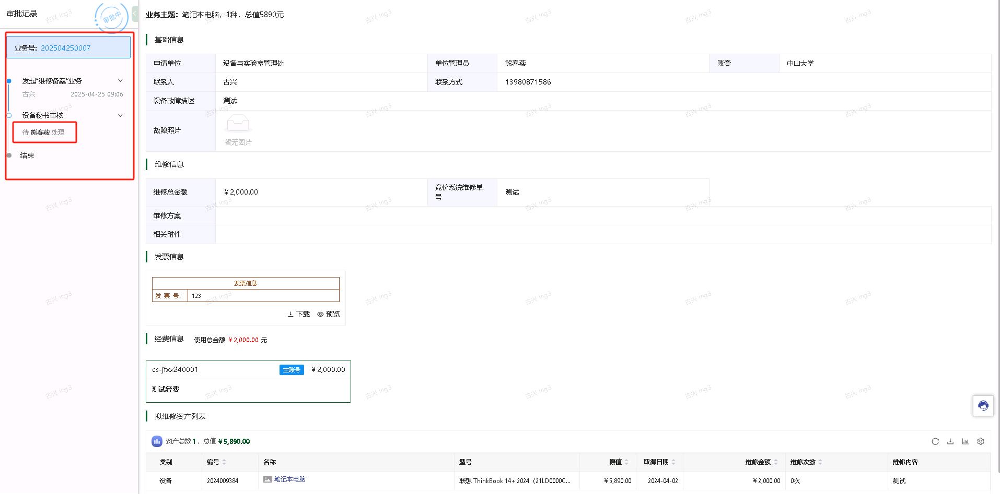 审批记录
审批中
业务号: 202504250007
发起"维修备案"业务
古兴 2025-04-25 09:06
设备秘书审核
待 熊春燕 处理
结束
业务主题：笔记本电脑，1种，总值5890元
基础信息
申请单位 设备与实验室管理处 单位管理员 熊春燕 账套 中山大学
联系人 古兴 联系方式 13980871586
设备故障描述 测试
故障照片
暂无图片
维修信息
维修总金额 ¥2,000.00 竞价系统维修单号 测试
维修方案
相关附件
发票信息
发票信息
发 票 号: 123
下载 预览
经费信息 使用总金额 ¥2,000.00 元
cs-jfxx240001 主账号 ¥2,000.00
测试经费
拟维修资产列表
资产总数1，总值¥5,890.00
类别 编号 名称 型号 原值 取得日期 维修金额 维修次数 维修内容
设备 2024009384 笔记本电脑 联想 ThinkBook 14+ 2024（21LD0000C... ¥5,890.00 2024-04-02 ¥2,000.00 0次 测试
古兴 ing3